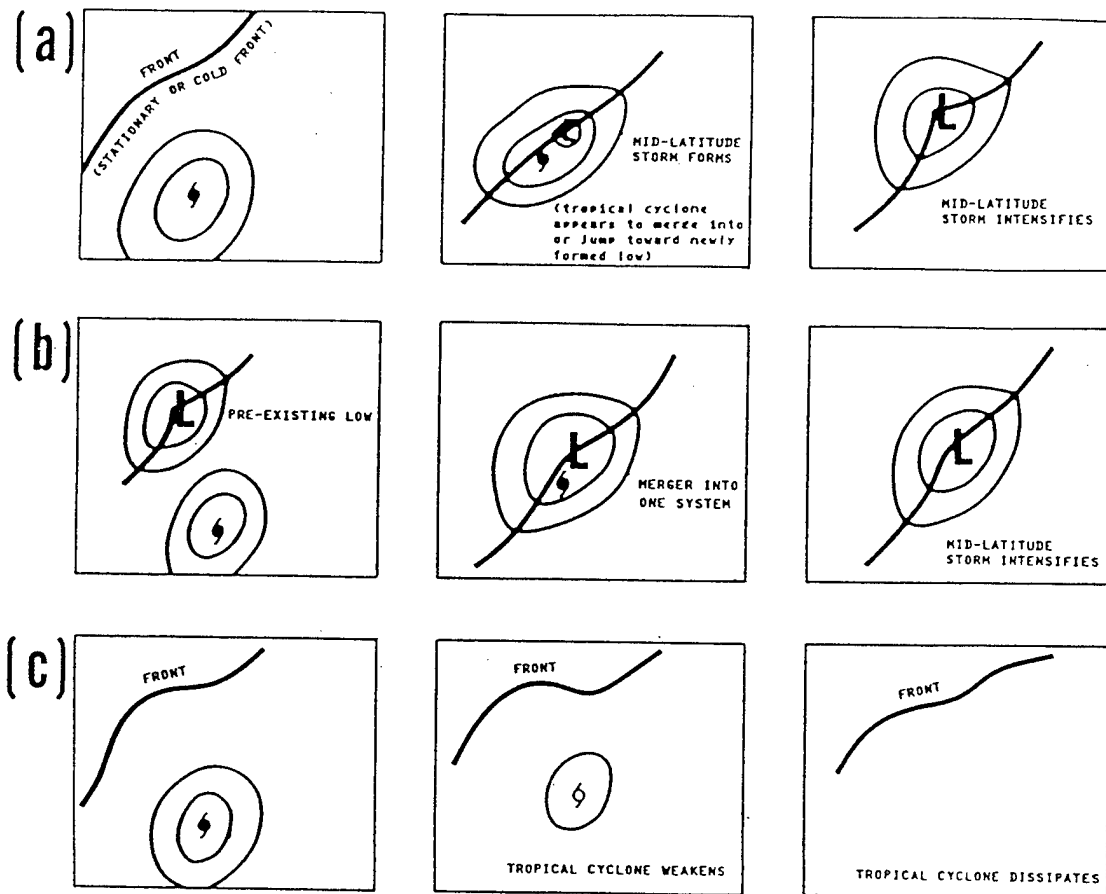 (a)
FRONT
(STATIONARY OR COLD FRONT)
MID-LATITUDE
STORM FORMS
(tropical cyclone
appears to merge into
or jump toward newly
formed low)
L
MID-LATITUDE
STORM INTENSIFIES
(b)
L
PRE-EXISTING LOW
L
MERGER INTO
ONE SYSTEM
L
MID-LATITUDE
STORM INTENSIFIES
(c)
FRONT
FRONT
TROPICAL CYCLONE WEAKENS
FRONT
TROPICAL CYCLONE DISSIPATES